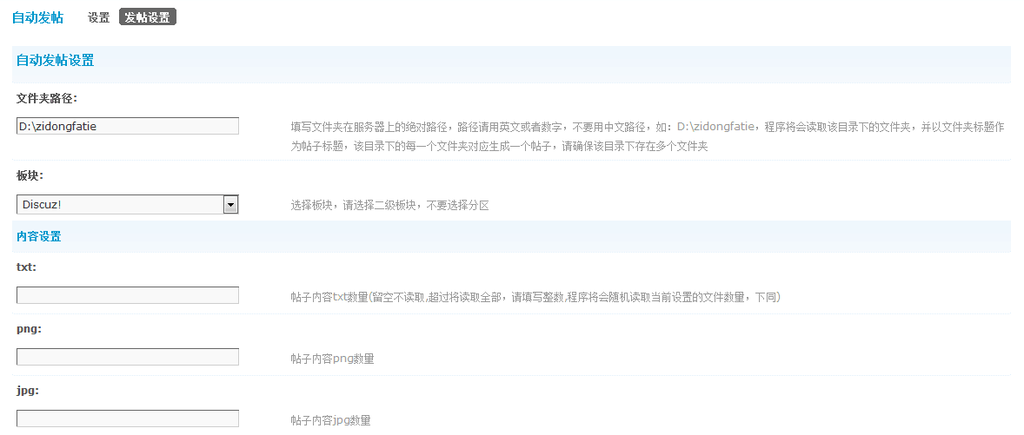 自动发帖 设置 发帖设置
自动发帖设置
文件夹路径:
D:\zidongfatie
填写文件夹在服务器上的绝对路径，路径请用英文或者数字，不要用中文路径，如：D:\zidongfatie，程序将会读取该目录下的文件夹，并以文件夹标题作
为帖子标题，该目录下的每一个文件夹对应生成一个帖子，请确保该目录下存在多个文件夹
板块:
Discuz!
选择板块，请选择二级板块，不要选择分区
内容设置
txt:
帖子内容txt数量(留空不读取,超过将读取全部，请填写整数,程序将会随机读取当前设置的文件数量，下同)
png:
帖子内容png数量
jpg:
帖子内容jpg数量